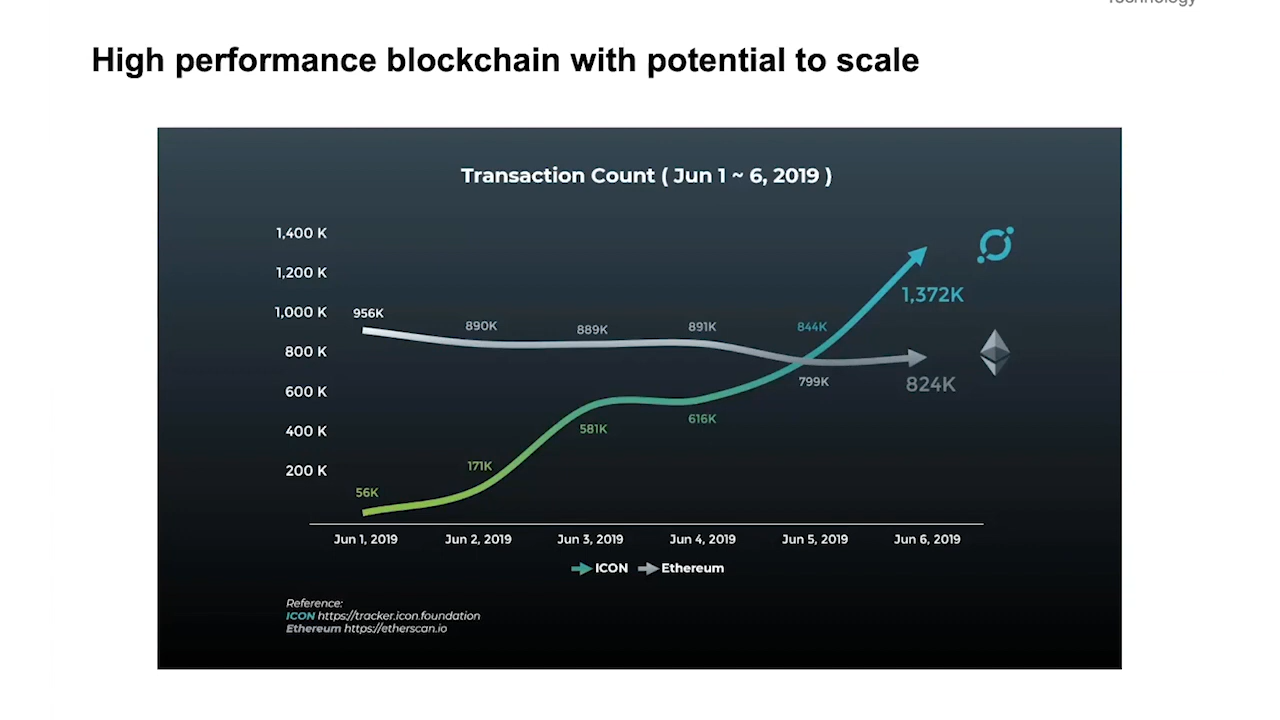 Technology
High performance blockchain with potential to scale
Transaction Count ( Jun 1 ~ 6, 2019 )
1,400 K
1,200 K
1,000 K
800 K
600 K
400 K
200 K
956K
890K
889K
891K
844K
1,372K
799K
824K
56K
171K
581K
616K
Jun 1, 2019 Jun 2, 2019 Jun 3, 2019 Jun 4, 2019 Jun 5, 2019 Jun 6, 2019
ICON Ethereum
Reference:
ICON https://tracker.icon.foundation
Ethereum https://etherscan.io